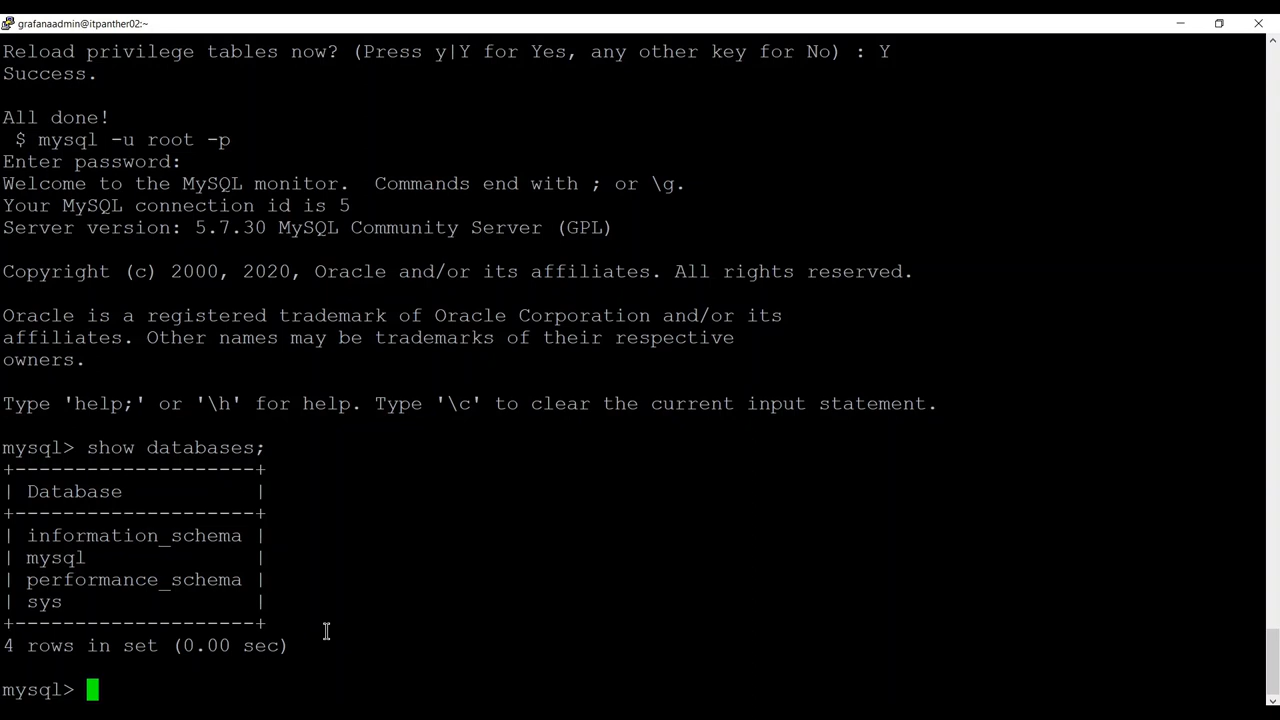 grafanaadmin@itpanther02:~
Reload privilege tables now? (Press y|Y for Yes, any other key for No) : Y
Success.
All done!
$ mysql -u root -p
Enter password:
Welcome to the MySQL monitor.  Commands end with ; or \g.
Your MySQL connection id is 5
Server version: 5.7.30 MySQL Community Server (GPL)
Copyright (c) 2000, 2020, Oracle and/or its affiliates. All rights reserved.
Oracle is a registered trademark of Oracle Corporation and/or its
affiliates. Other names may be trademarks of their respective
owners.
Type 'help;' or '\h' for help. Type '\c' to clear the current input statement.
mysql> show databases;
+--------------------+
| Database           |
+--------------------+
| information_schema |
| mysql              |
| performance_schema |
| sys                |
+--------------------+
4 rows in set (0.00 sec)
mysql>